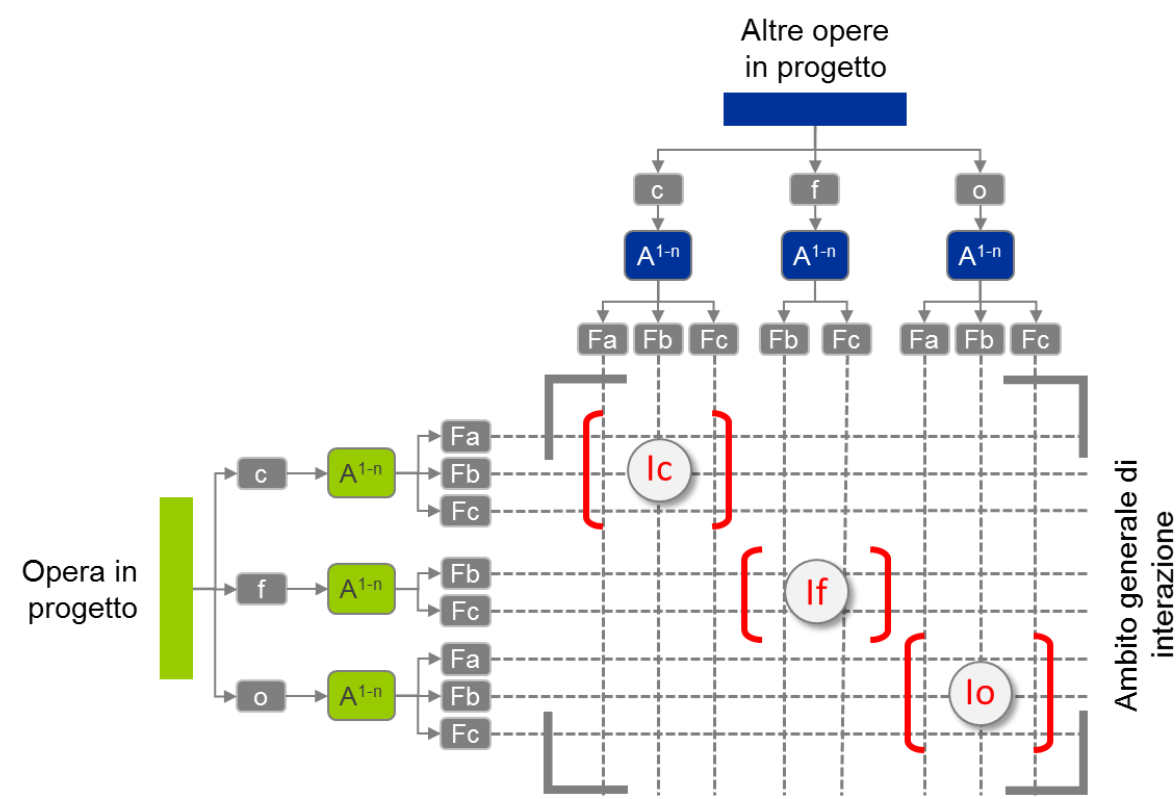 Altre opere
in progetto
c f o
A¹⁻ⁿ A¹⁻ⁿ A¹⁻ⁿ
Fa Fb Fc Fb Fc Fa Fb Fc
Fa
c A¹⁻ⁿ Fb Ic
Fc
Opera in
progetto
Fb
f A¹⁻ⁿ If
Fc
Fa
o A¹⁻ⁿ Fb Io
Fc
Ambito generale di
interazione